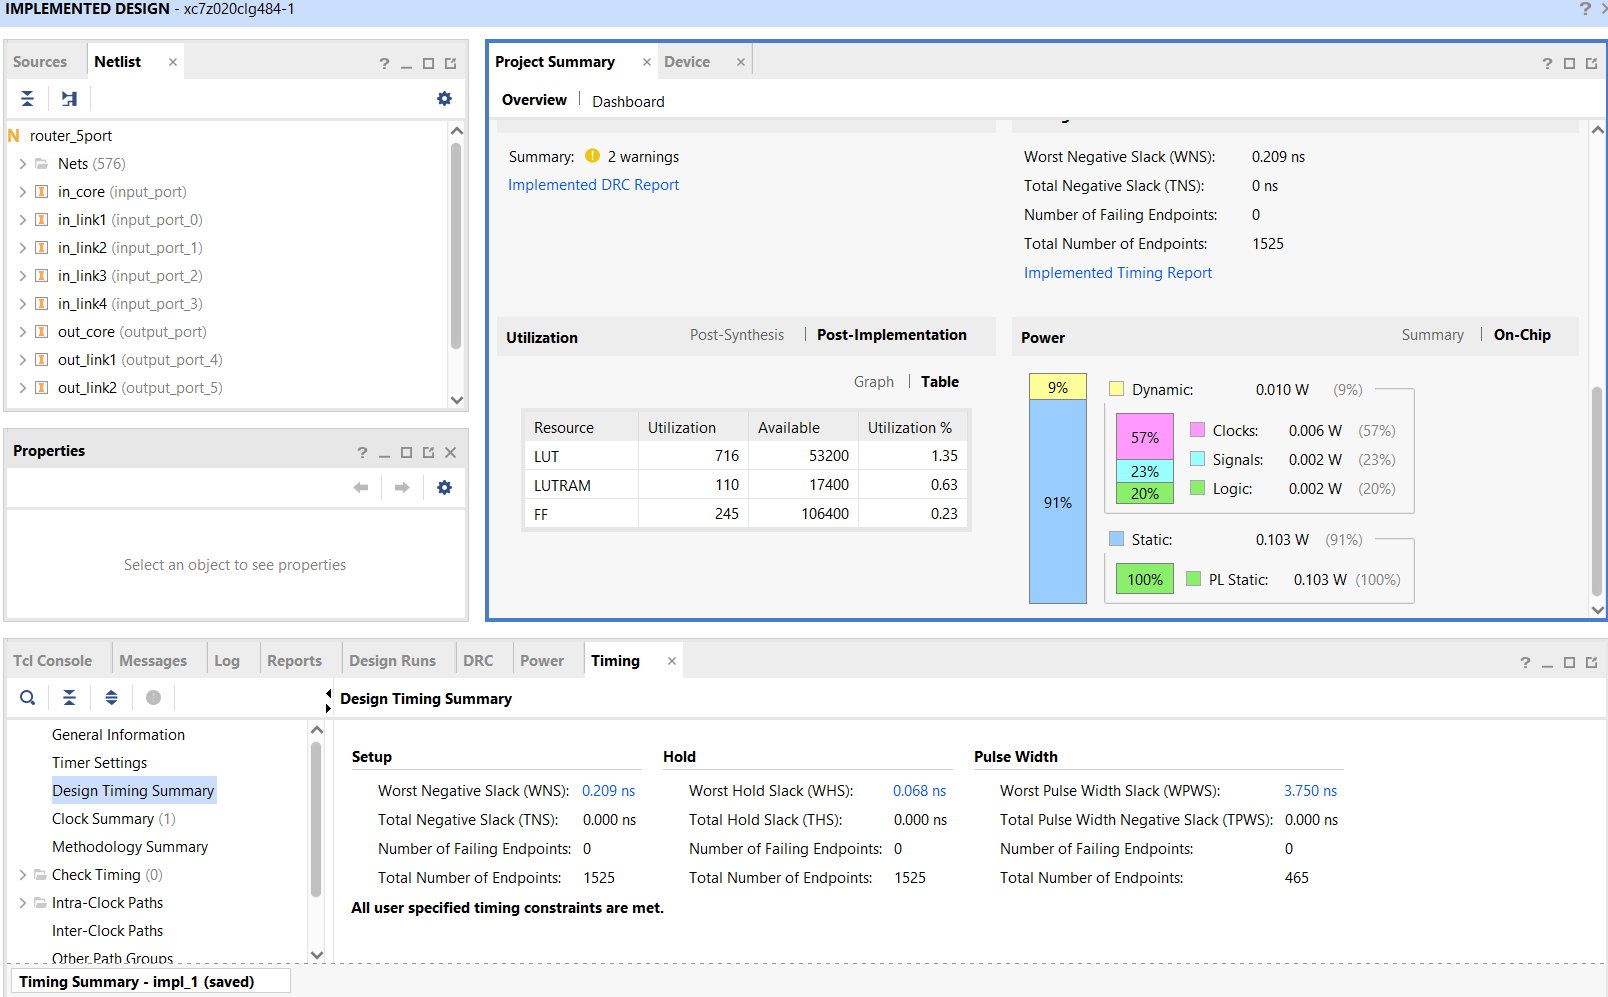 IMPLEMENTED DESIGN - xc7z020clg484-1
?
Sources
Netlist
?
router_5port
Nets (576)
in_core (input_port)
in_link1 (input_port_0)
in_link2 (input_port_1)
in_link3 (input_port_2)
in_link4 (input_port_3)
out_core (output_port)
out_link1 (output_port_4)
out_link2 (output_port_5)
Properties
?
Select an object to see properties
Project Summary
Device
?
Overview | Dashboard
Summary: 2 warnings
Implemented DRC Report
Worst Negative Slack (WNS): 0.209 ns
Total Negative Slack (TNS): 0 ns
Number of Failing Endpoints: 0
Total Number of Endpoints: 1525
Implemented Timing Report
Utilization Post-Synthesis | Post-Implementation
Graph | Table
Resource Utilization Available Utilization %
LUT 716 53200 1.35
LUTRAM 110 17400 0.63
FF 245 106400 0.23
Power Summary | On-Chip
9%
91%
Dynamic: 0.010 W (9%)
57% Clocks: 0.006 W (57%)
23% Signals: 0.002 W (23%)
20% Logic: 0.002 W (20%)
Static: 0.103 W (91%)
100% PL Static: 0.103 W (100%)
Tcl Console Messages Log Reports Design Runs DRC Power Timing
?
General Information
Timer Settings
Design Timing Summary
Clock Summary (1)
Methodology Summary
Check Timing (0)
Intra-Clock Paths
Inter-Clock Paths
Other Path Groups
Design Timing Summary
Setup
Worst Negative Slack (WNS): 0.209 ns
Total Negative Slack (TNS): 0.000 ns
Number of Failing Endpoints: 0
Total Number of Endpoints: 1525
Hold
Worst Hold Slack (WHS): 0.068 ns
Total Hold Slack (THS): 0.000 ns
Number of Failing Endpoints: 0
Total Number of Endpoints: 1525
Pulse Width
Worst Pulse Width Slack (WPWS): 3.750 ns
Total Pulse Width Negative Slack (TPWS): 0.000 ns
Number of Failing Endpoints: 0
Total Number of Endpoints: 465
All user specified timing constraints are met.
Timing Summary - impl_1 (saved)